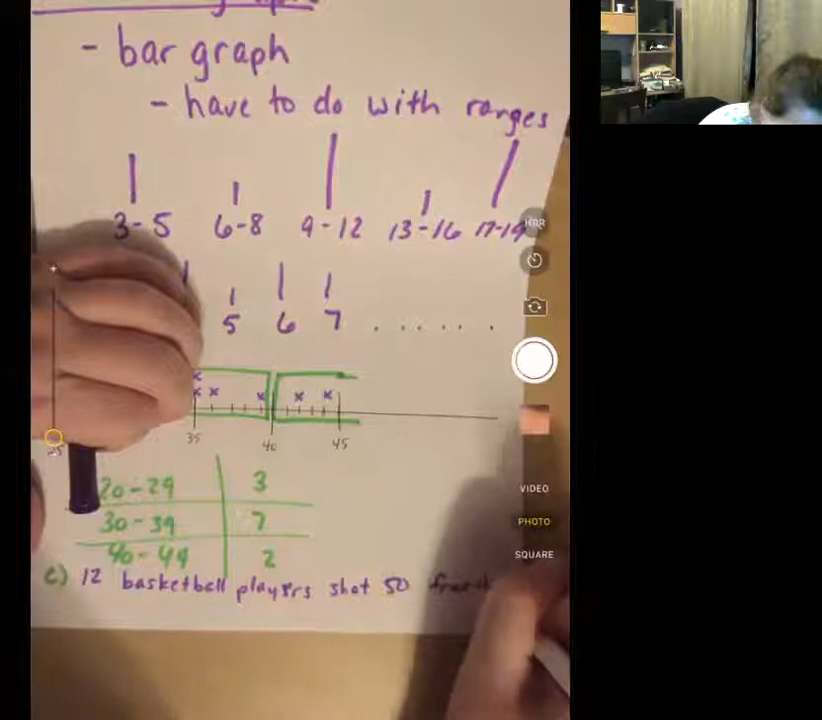 - bar graph
- have to do with ranges
3-5 6-8 9-12 13-16 17-19
5 6 7 . . . . . .
35 40 45
20-29 3
30-39 7
40-44 2
c) 12 basketball players shot 50
HDR
VIDEO
PHOTO
SQUARE